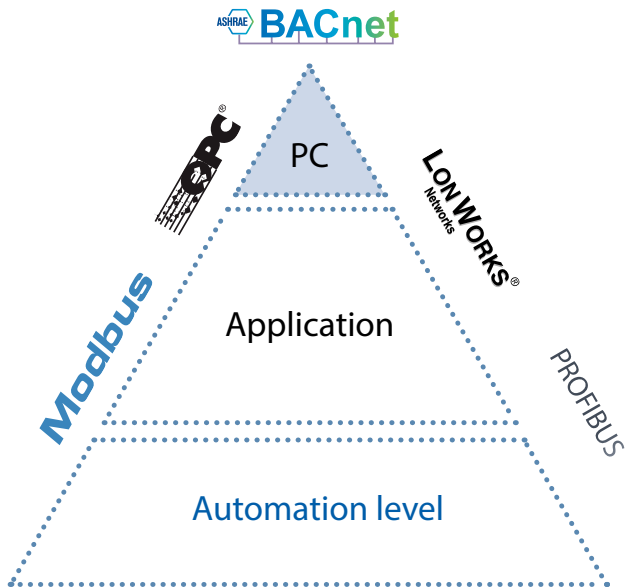 ASHRAE BACnet
OPC®
PC
LONWORKS®
Networks
Application
Modbus
PROFIBUS
Automation level